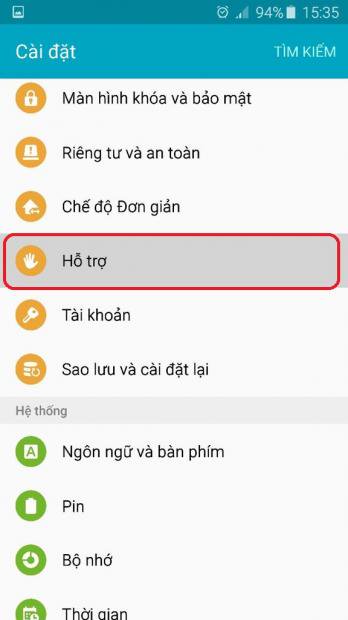 94% 15:35
Cài đặt TÌM KIẾM
Màn hình khóa và bảo mật
Riêng tư và an toàn
Chế độ Đơn giản
Hỗ trợ
Tài khoản
Sao lưu và cài đặt lại
Hệ thống
Ngôn ngữ và bàn phím
Pin
Bộ nhớ
Thời gian